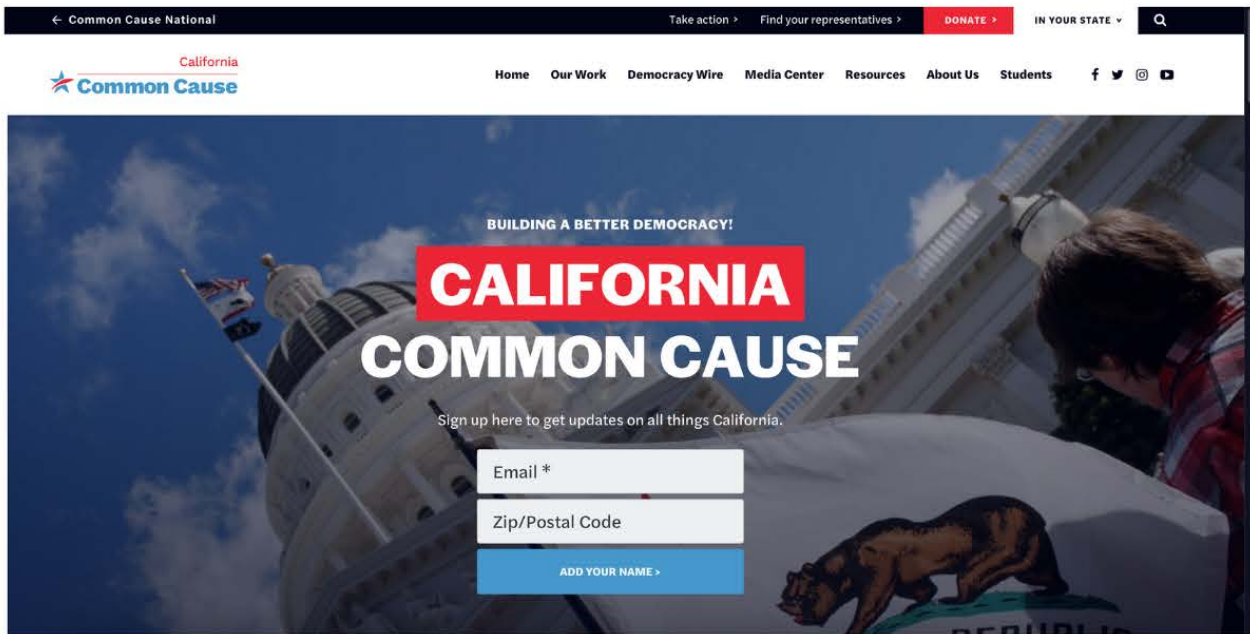 ← Common Cause National
Take action >
Find your representatives >
DONATE >
IN YOUR STATE
California
Common Cause
Home
Our Work
Democracy Wire
Media Center
Resources
About Us
Students
BUILDING A BETTER DEMOCRACY!
CALIFORNIA
COMMON CAUSE
Sign up here to get updates on all things California.
Email *
Zip/Postal Code
ADD YOUR NAME >
REPUBLIC